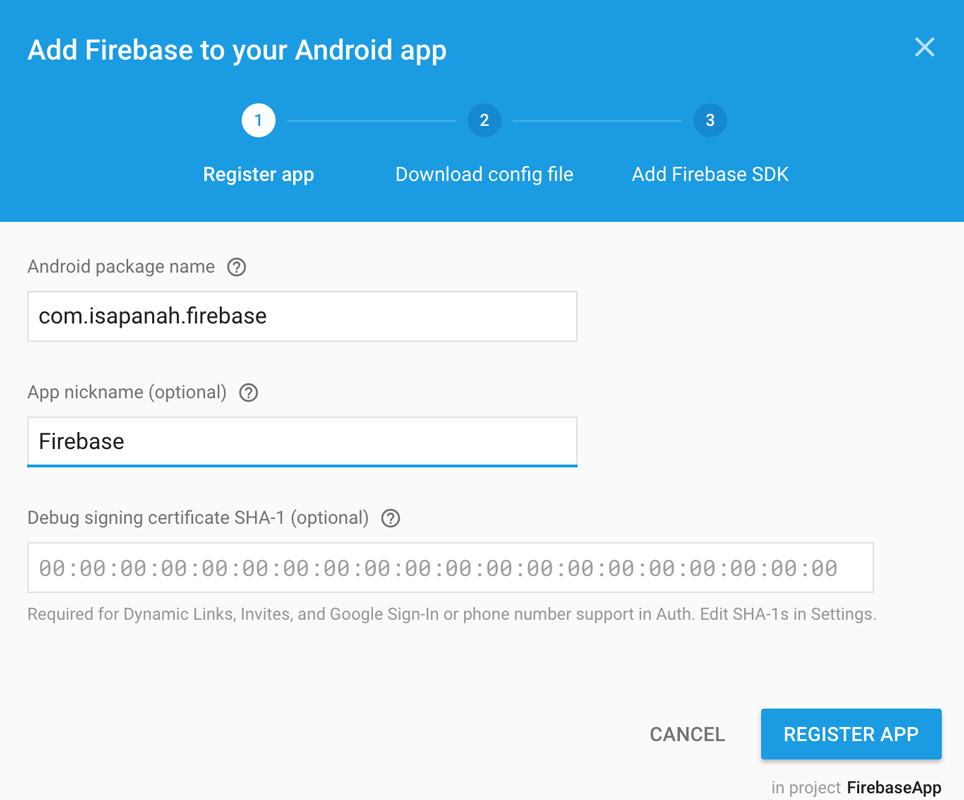 Add Firebase to your Android app
1
2
3
Register app
Download config file
Add Firebase SDK
Android package name
com.isapanah.firebase
App nickname (optional)
Firebase
Debug signing certificate SHA-1 (optional)
00:00:00:00:00:00:00:00:00:00:00:00:00:00:00:00:00:00:00:00
Required for Dynamic Links, Invites, and Google Sign-In or phone number support in Auth. Edit SHA-1s in Settings.
CANCEL
REGISTER APP
in project FirebaseApp